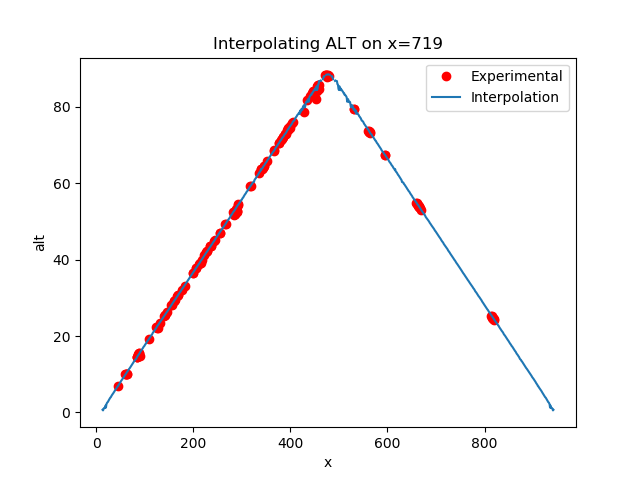 Interpolating ALT on x=719
Experimental
Interpolation
alt
80
60
40
20
0
0 200 400 600 800
x